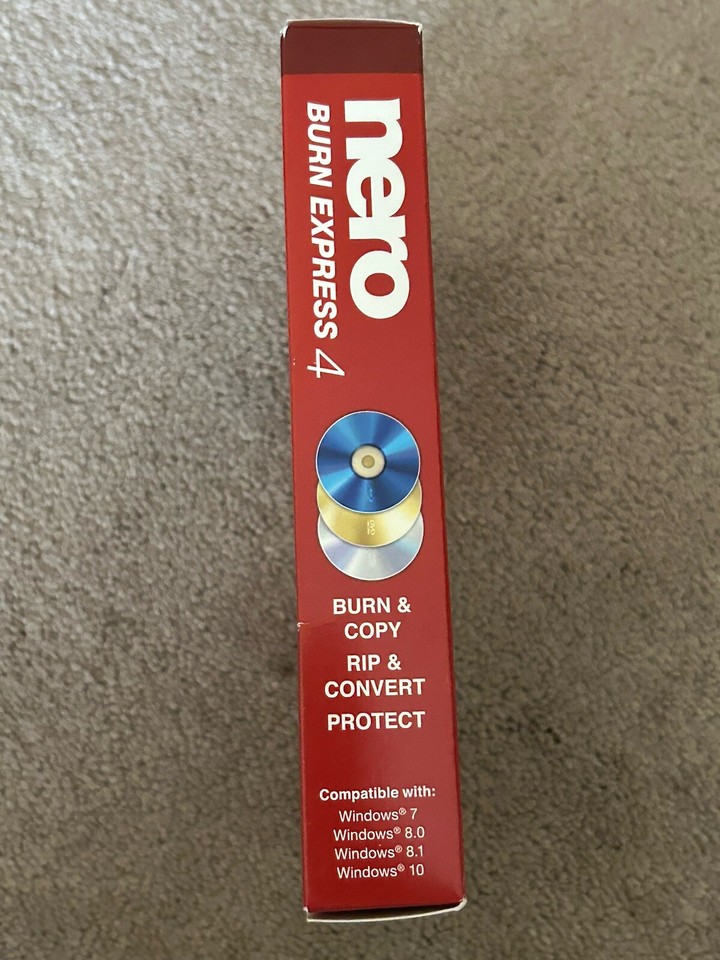 nero
BURN EXPRESS 4
BURN &
COPY
RIP &
CONVERT
PROTECT
Compatible with:
Windows® 7
Windows® 8.0
Windows® 8.1
Windows® 10